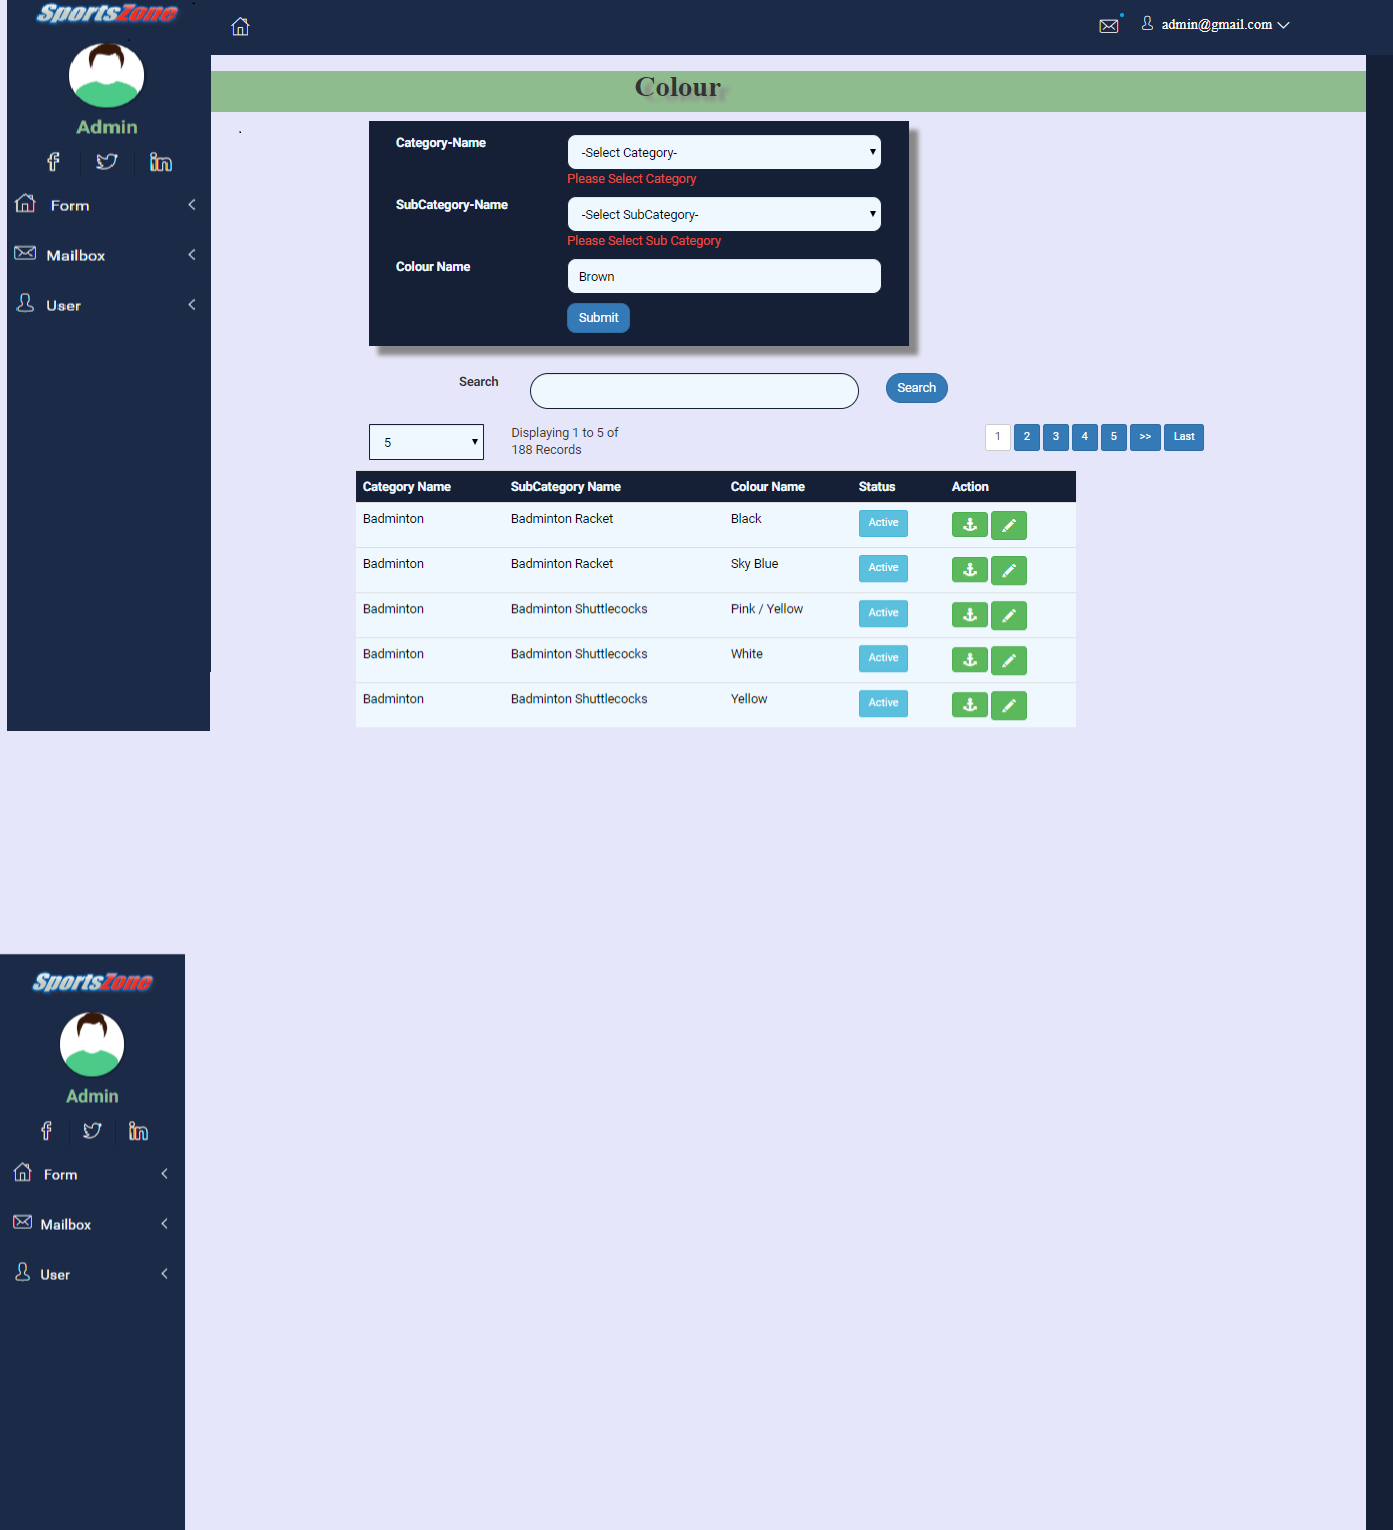 SportsZone
admin@gmail.com
Admin
Form
Mailbox
User
Colour
Category-Name
-Select Category-
Please Select Category
SubCategory-Name
-Select SubCategory-
Please Select Sub Category
Colour Name
Brown
Submit
Search
Search
5
Displaying 1 to 5 of
188 Records
1 2 3 4 5 >> Last
Category Name SubCategory Name Colour Name Status Action
Badminton Badminton Racket Black Active
Badminton Badminton Racket Sky Blue Active
Badminton Badminton Shuttlecocks Pink / Yellow Active
Badminton Badminton Shuttlecocks White Active
Badminton Badminton Shuttlecocks Yellow Active
SportsZone
Admin
Form
Mailbox
User